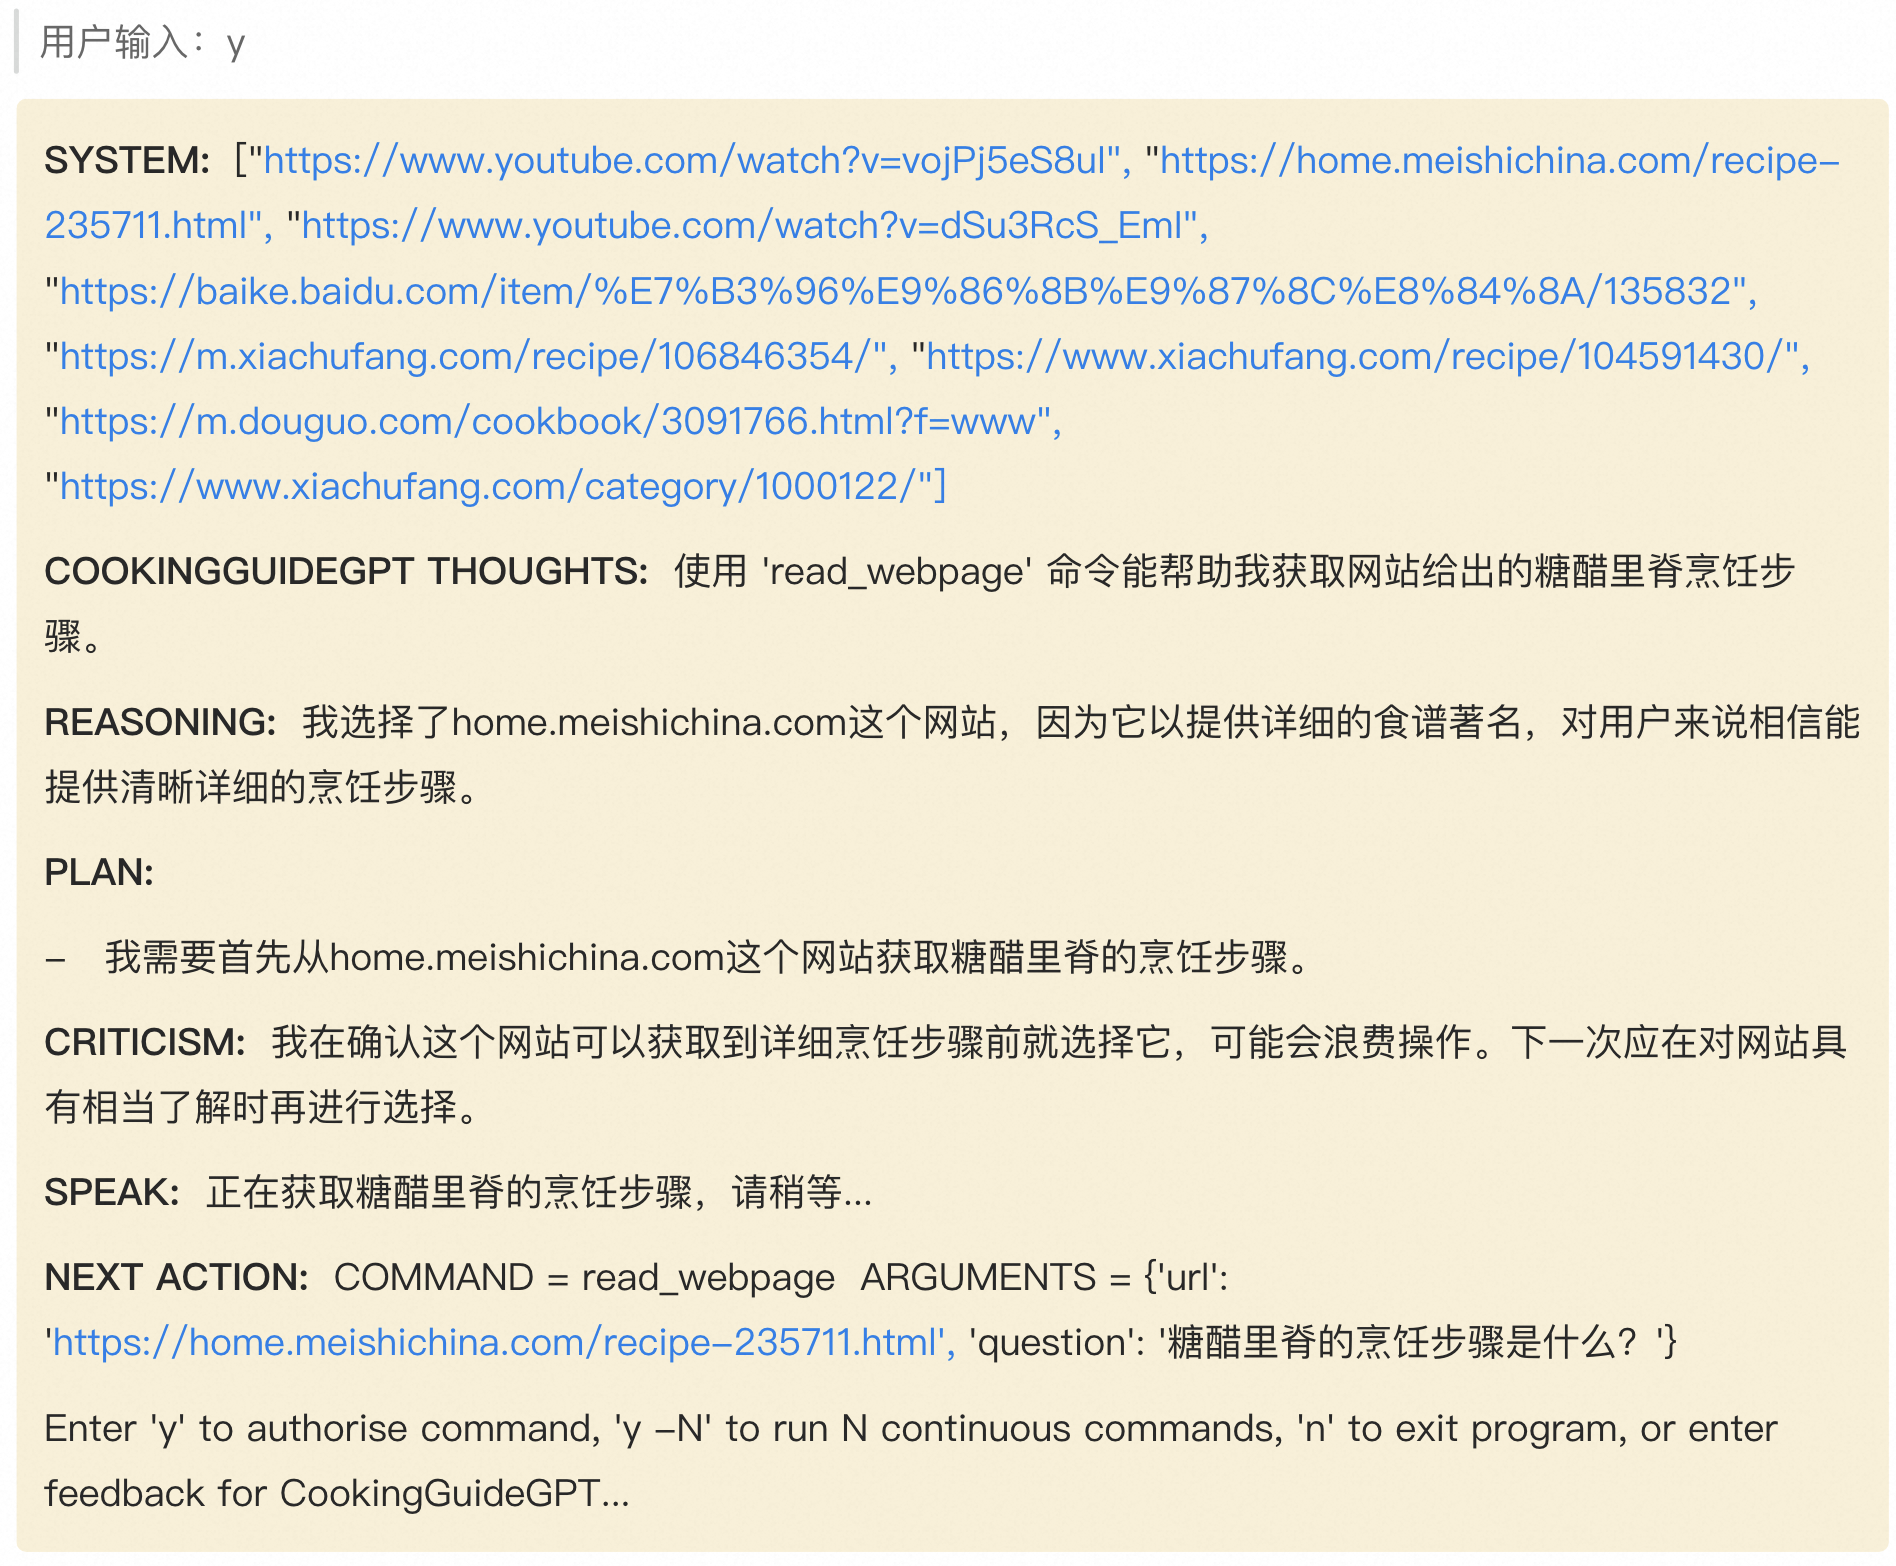 用户输入：y
SYSTEM: ["https://www.youtube.com/watch?v=vojPj5eS8uI", "https://home.meishichina.com/recipe-
235711.html", "https://www.youtube.com/watch?v=dSu3RcS_EmI",
"https://baike.baidu.com/item/%E7%B3%96%E9%86%8B%E9%87%8C%E8%84%8A/135832",
"https://m.xiachufang.com/recipe/106846354/", "https://www.xiachufang.com/recipe/104591430/",
"https://m.douguo.com/cookbook/3091766.html?f=www",
"https://www.xiachufang.com/category/1000122/"]
COOKINGGUIDEGPT THOUGHTS: 使用 'read_webpage' 命令能帮助我获取网站给出的糖醋里脊烹饪步
骤。
REASONING: 我选择了home.meishichina.com这个网站，因为它以提供详细的食谱著名，对用户来说相信能
提供清晰详细的烹饪步骤。
PLAN:
- 我需要首先从home.meishichina.com这个网站获取糖醋里脊的烹饪步骤。
CRITICISM: 我在确认这个网站可以获取到详细烹饪步骤前就选择它，可能会浪费操作。下一次应在对网站具
有相当了解时再进行选择。
SPEAK: 正在获取糖醋里脊的烹饪步骤，请稍等...
NEXT ACTION: COMMAND = read_webpage ARGUMENTS = {'url':
'https://home.meishichina.com/recipe-235711.html', 'question': '糖醋里脊的烹饪步骤是什么？'}
Enter 'y' to authorise command, 'y -N' to run N continuous commands, 'n' to exit program, or enter
feedback for CookingGuideGPT...